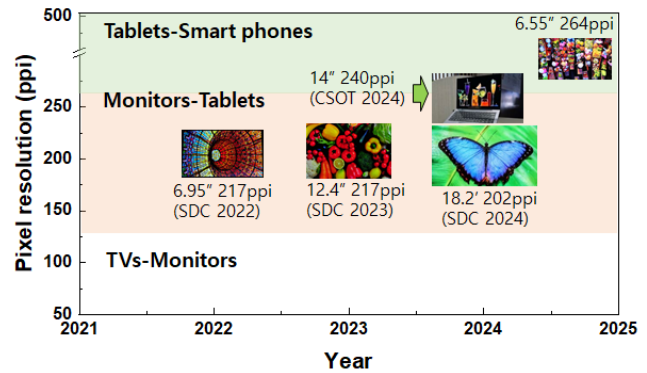 500
Tablets-Smart phones
6.55″ 264ppi
14″ 240ppi
(CSOT 2024)
250
Monitors-Tablets
200
6.95″ 217ppi
(SDC 2022)
12.4″ 217ppi
(SDC 2023)
18.2′ 202ppi
(SDC 2024)
150
100
TVs-Monitors
50
Pixel resolution (ppi)
2021
2022
2023
2024
2025
Year